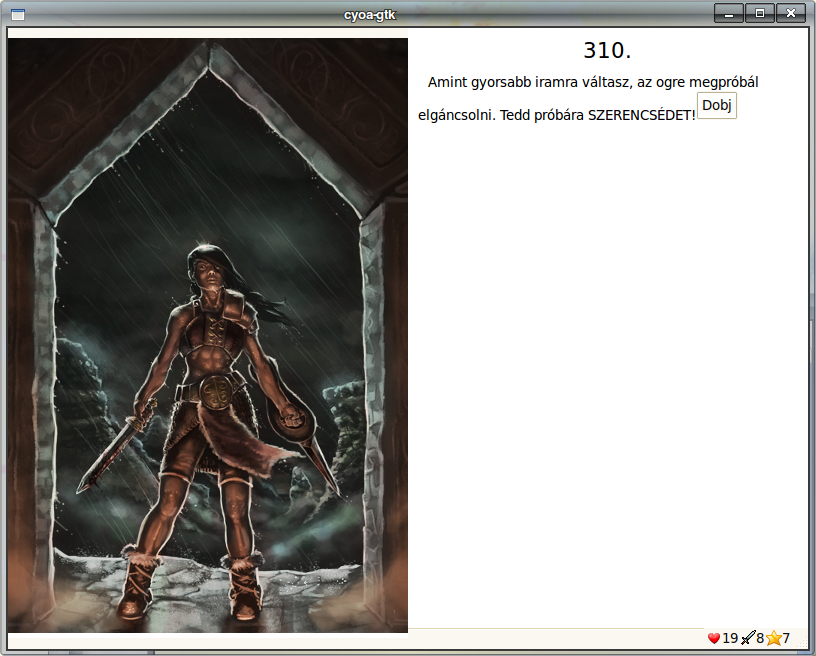 cyoa-gtk
310.
Amint gyorsabb iramra váltasz, az ogre megpróbál
elgáncsolni. Tedd próbára SZERENCSÉDET! Dobj
19 8 7